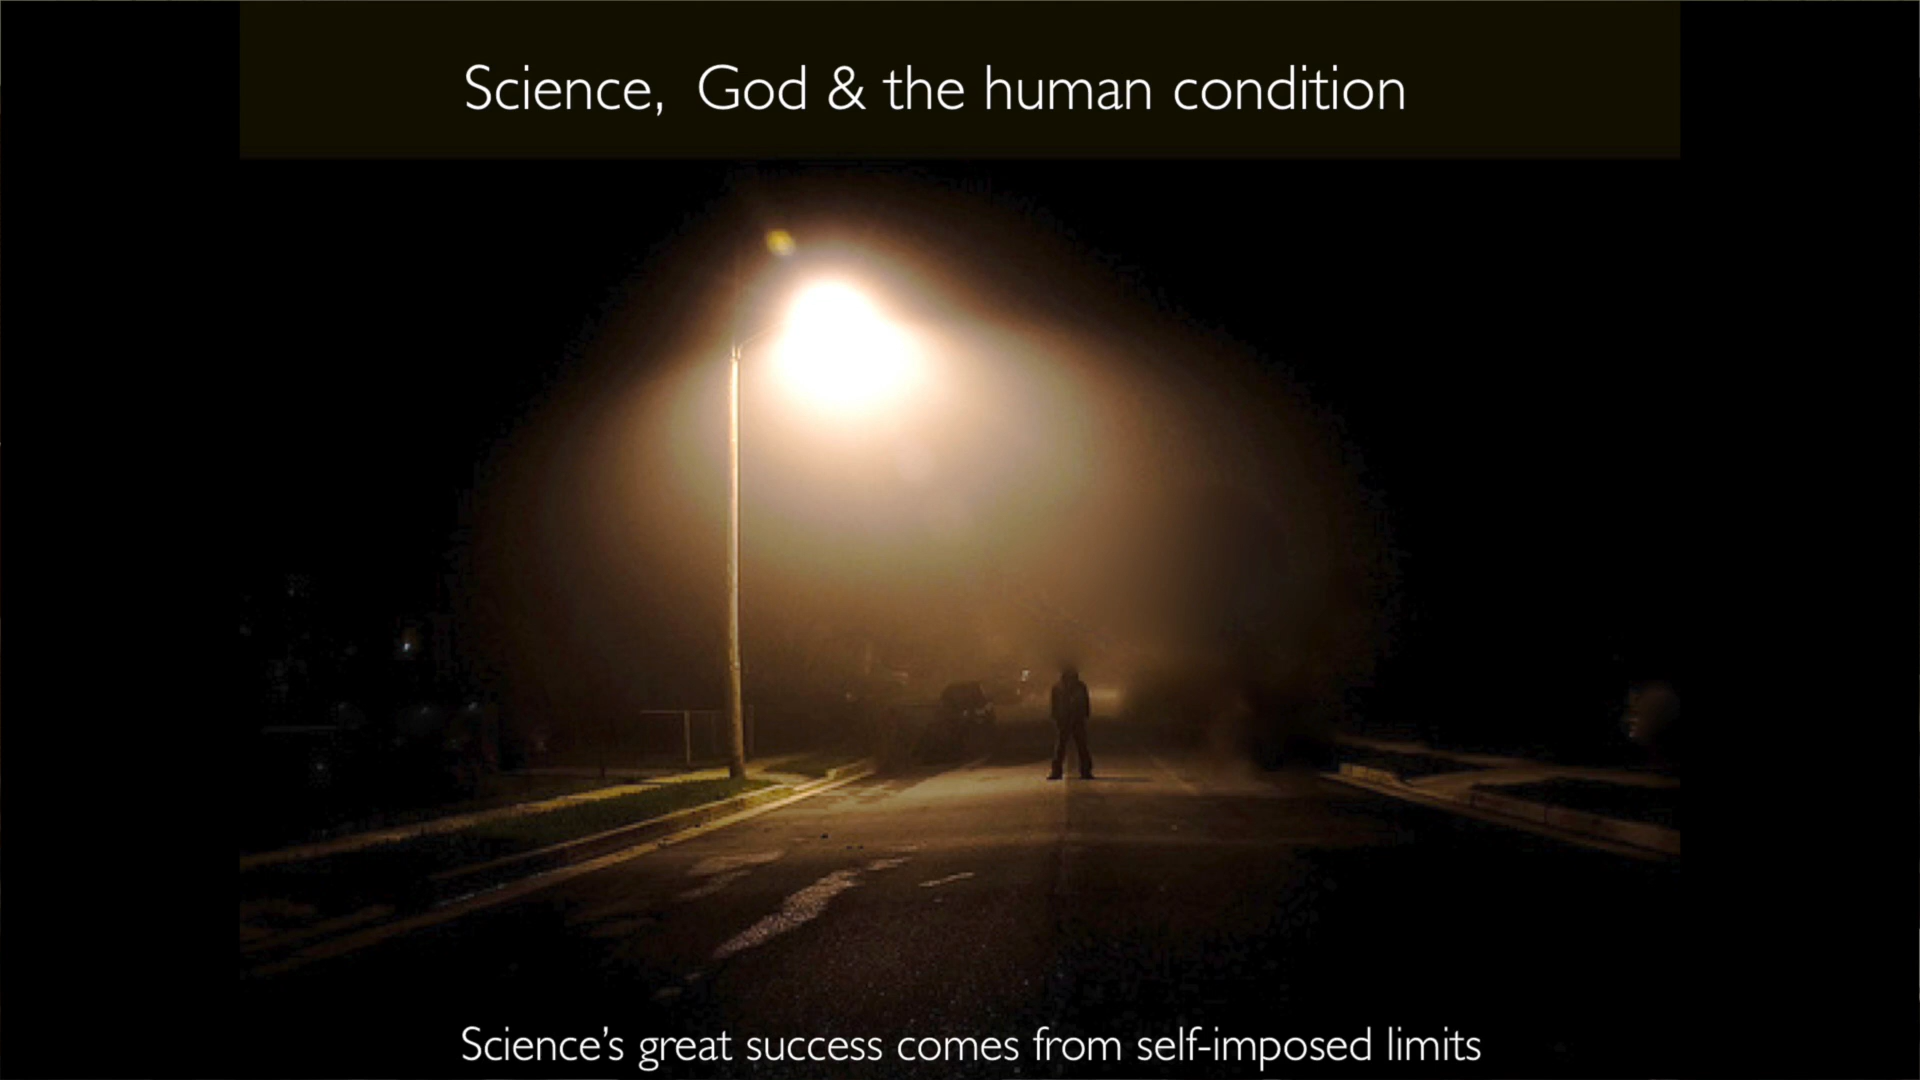 Science,  God & the human condition
Science’s great success comes from self-imposed limits